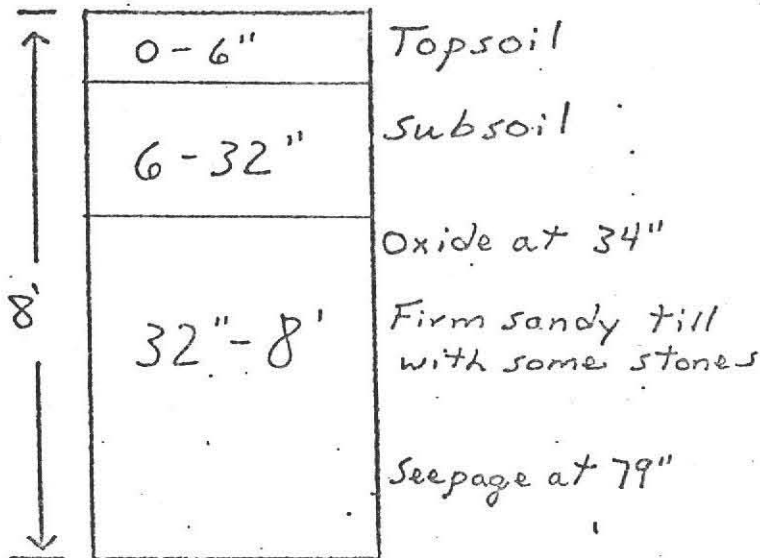 0-6" Topsoil
6-32" Subsoil
Oxide at 34"
8'
32"-8' Firm sandy till
with some stones
Seepage at 79"